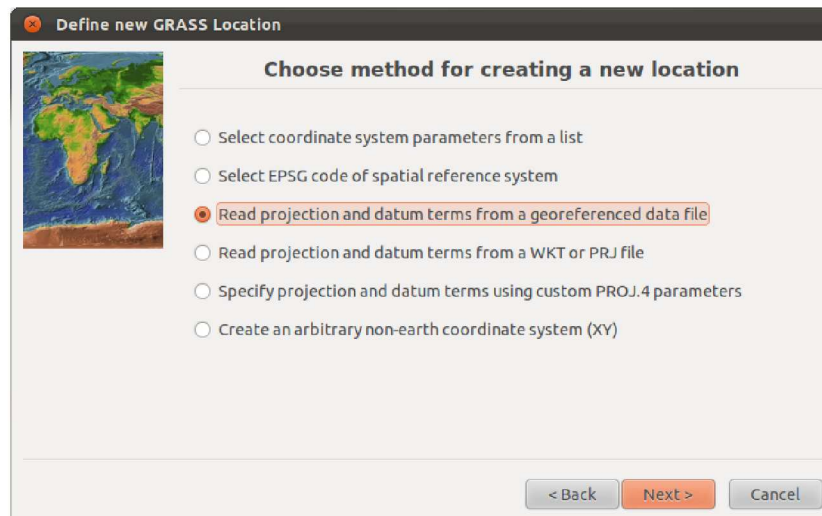 Define new GRASS Location
Choose method for creating a new location
Select coordinate system parameters from a list
Select EPSG code of spatial reference system
Read projection and datum terms from a georeferenced data file
Read projection and datum terms from a WKT or PRJ file
Specify projection and datum terms using custom PROJ.4 parameters
Create an arbitrary non-earth coordinate system (XY)
< Back Next > Cancel